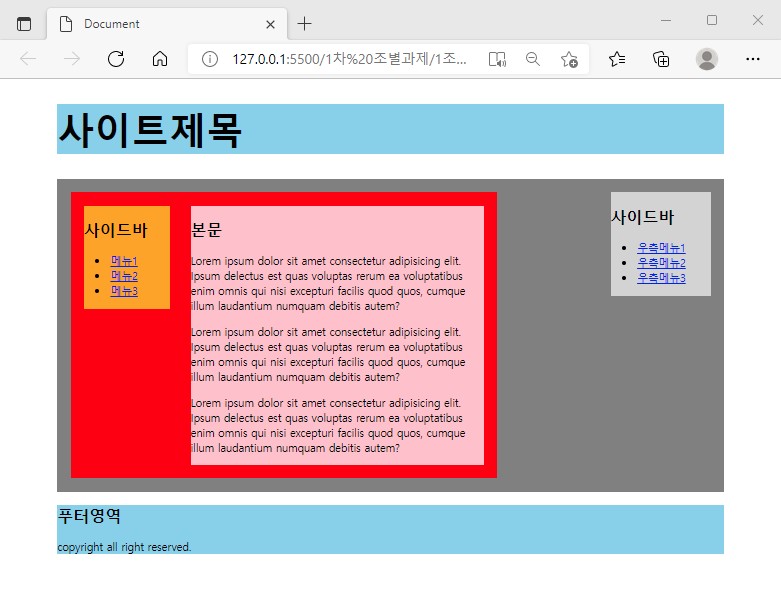 Document
127.0.0.1:5500/1차%20조별과제/1조...
사이트제목
사이드바
메뉴1
메뉴2
메뉴3
본문
Lorem ipsum dolor sit amet consectetur adipisicing elit.
Ipsum delectus est quas voluptas rerum ea voluptatibus
enim omnis qui nisi excepturi facilis quod quos, cumque
illum laudantium numquam debitis autem?
Lorem ipsum dolor sit amet consectetur adipisicing elit.
Ipsum delectus est quas voluptas rerum ea voluptatibus
enim omnis qui nisi excepturi facilis quod quos, cumque
illum laudantium numquam debitis autem?
Lorem ipsum dolor sit amet consectetur adipisicing elit.
Ipsum delectus est quas voluptas rerum ea voluptatibus
enim omnis qui nisi excepturi facilis quod quos, cumque
illum laudantium numquam debitis autem?
사이드바
우측메뉴1
우측메뉴2
우측메뉴3
푸터영역
copyright all right reserved.